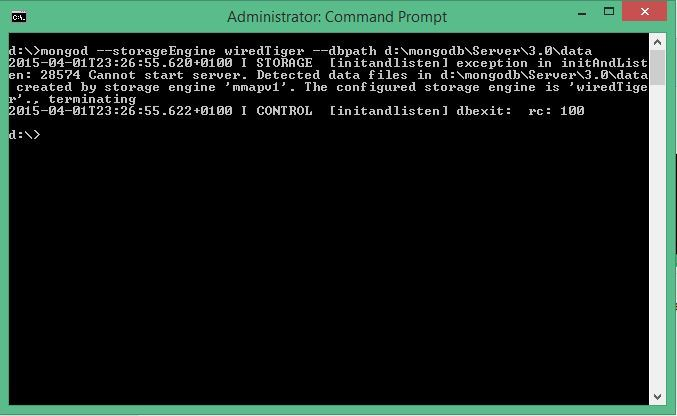 Administrator: Command Prompt
d:\>mongod --storageEngine wiredTiger --dbpath d:\mongodb\Server\3.0\data
2015-04-01T23:26:55.620+0100 I STORAGE  [initandlisten] exception in initAndList
en: 28574 Cannot start server. Detected data files in d:\mongodb\Server\3.0\data
 created by storage engine 'mmapv1'. The configured storage engine is 'wiredTige
r'., terminating
2015-04-01T23:26:55.622+0100 I CONTROL  [initandlisten] dbexit:  rc: 100
d:\>